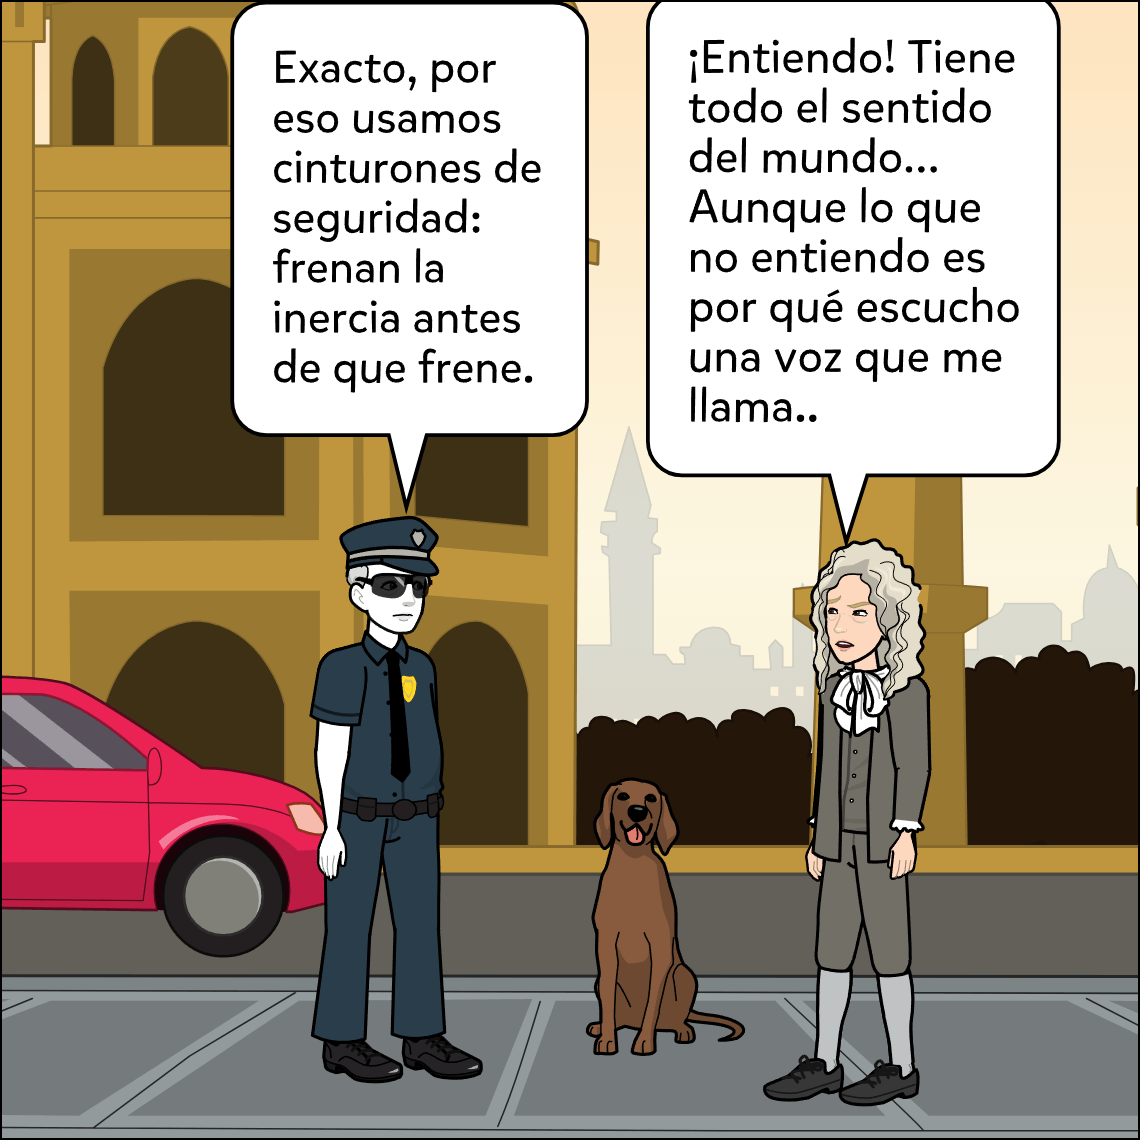 Exacto, por
eso usamos
cinturones de
seguridad:
frenan la
inercia antes
de que frene.
¡Entiendo! Tiene
todo el sentido
del mundo...
Aunque lo que
no entiendo es
por qué escucho
una voz que me
llama..